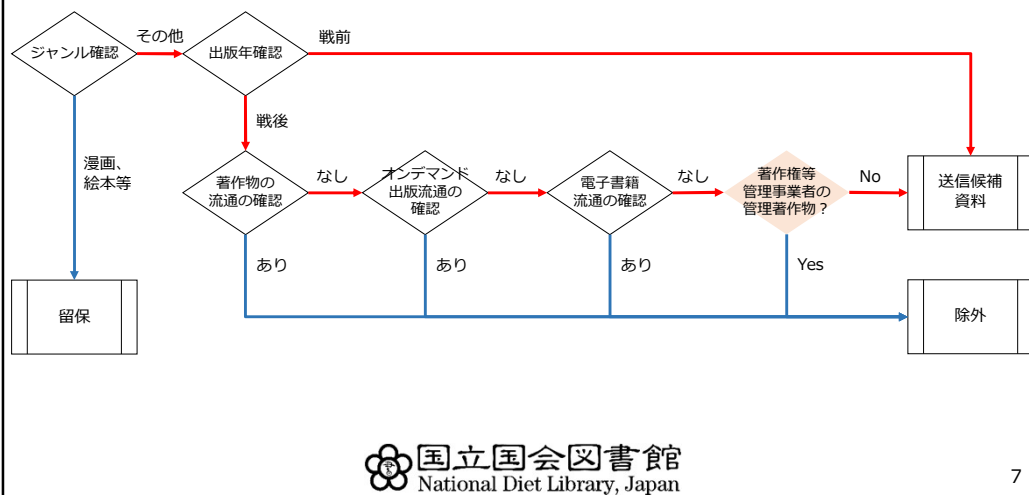 ジャンル確認
その他
出版年確認
戦前
戦後
漫画、
絵本等
著作物の
流通の確認
なし
オンデマンド
出版流通の
確認
なし
電子書籍
流通の確認
なし
著作権等
管理事業者の
管理著作物？
No
送信候補
資料
あり
あり
あり
Yes
留保
除外
国立国会図書館
National Diet Library, Japan
7